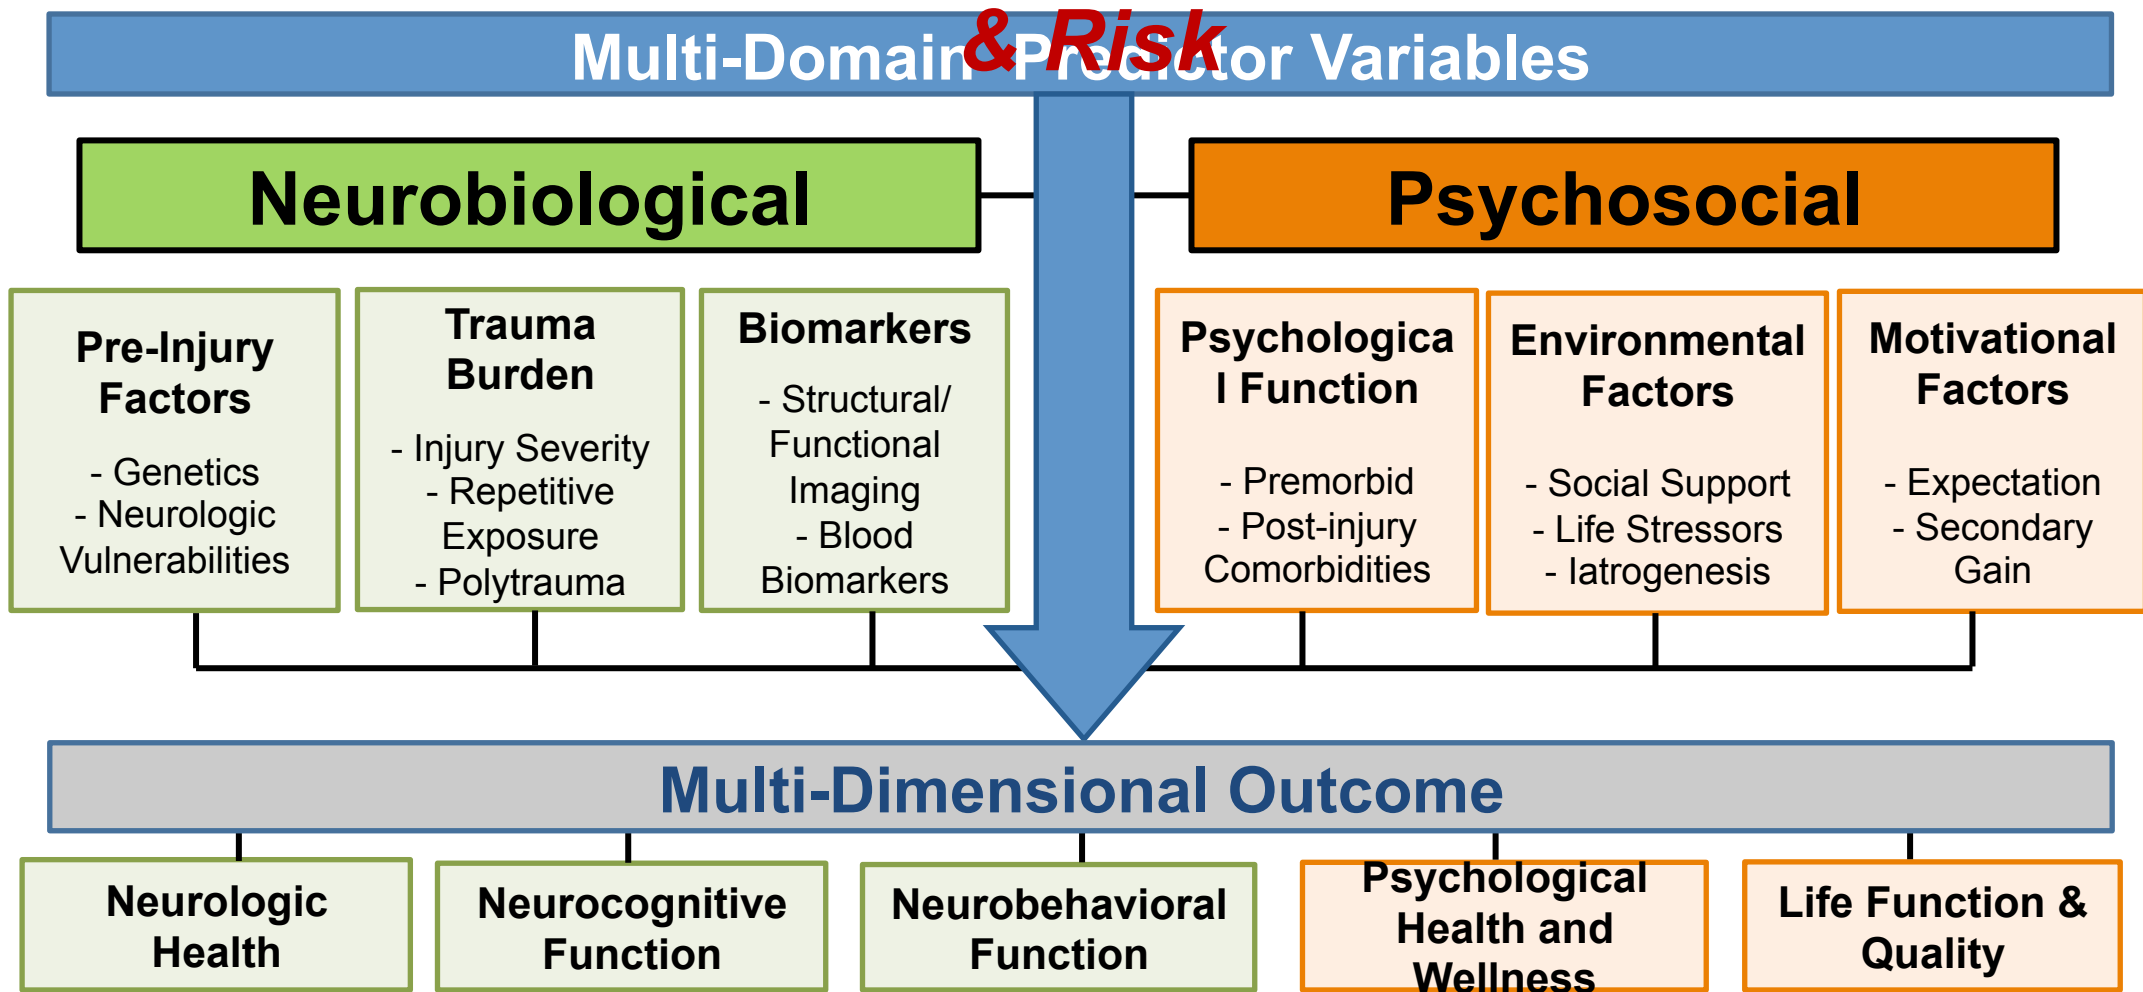 & Risk
Multi-Domain Predictor Variables
Neurobiological
Psychosocial
Pre-Injury
Factors
- Genetics
- Neurologic
Vulnerabilities
Trauma
Burden
- Injury Severity
- Repetitive
Exposure
- Polytrauma
Biomarkers
- Structural/
Functional
Imaging
- Blood
Biomarkers
Psychologica
l Function
- Premorbid
- Post-injury
Comorbidities
Environmental
Factors
- Social Support
- Life Stressors
- Iatrogenesis
Motivational
Factors
- Expectation
- Secondary
Gain
Multi-Dimensional Outcome
Neurologic
Health
Neurocognitive
Function
Neurobehavioral
Function
Psychological
Health and
Wellness
Life Function &
Quality